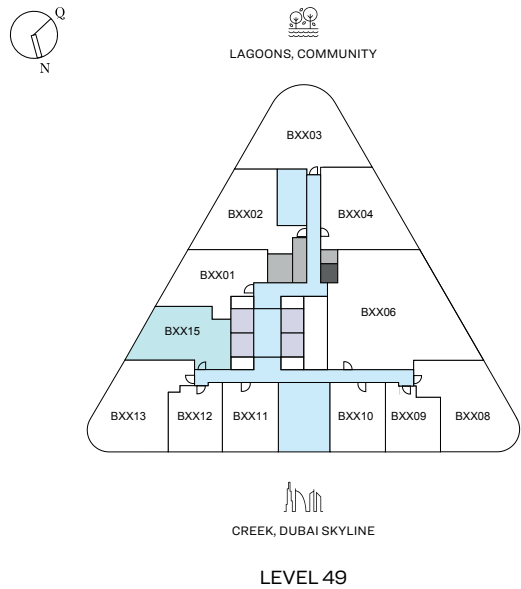 Q
N
LAGOONS, COMMUNITY
BXX03
BXX02
BXX04
BXX01
BXX06
BXX15
BXX13
BXX12
BXX11
BXX10
BXX09
BXX08
CREEK, DUBAI SKYLINE
LEVEL 49